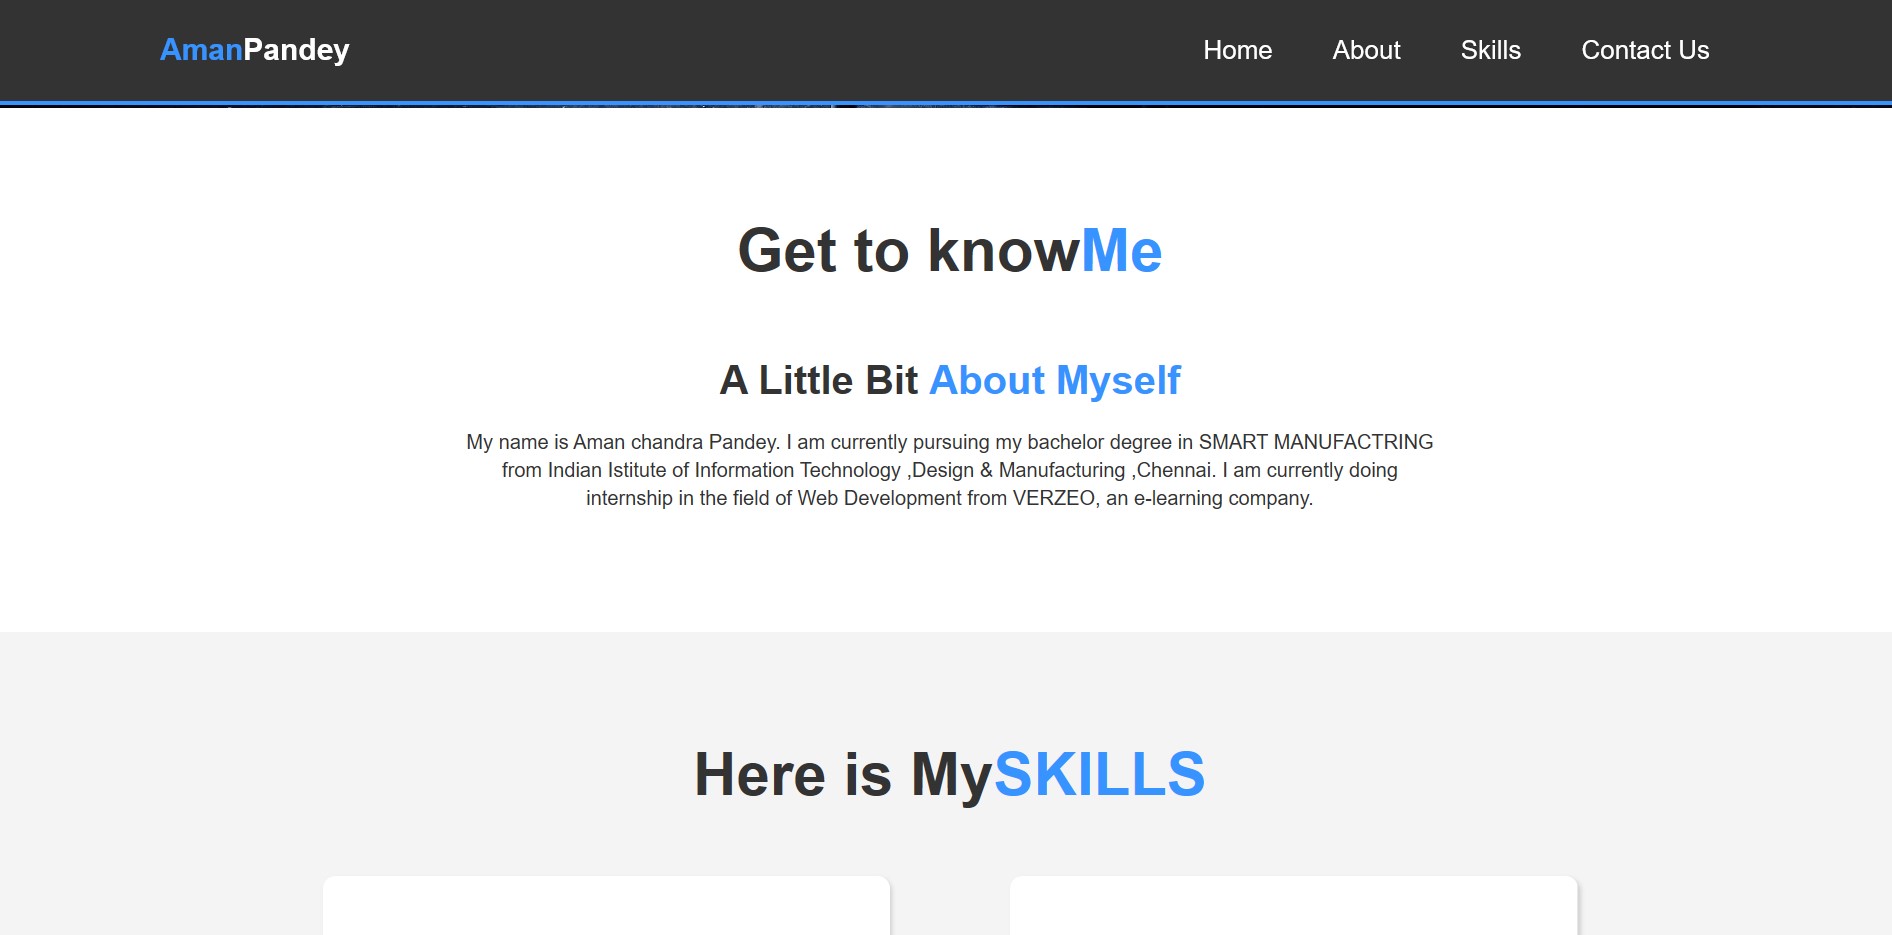 AmanPandey
Home About Skills Contact Us
Get to knowMe
A Little Bit About Myself
My name is Aman chandra Pandey. I am currently pursuing my bachelor degree in SMART MANUFACTRING
from Indian Istitute of Information Technology ,Design & Manufacturing ,Chennai. I am currently doing
internship in the field of Web Development from VERZEO, an e-learning company.
Here is MySKILLS